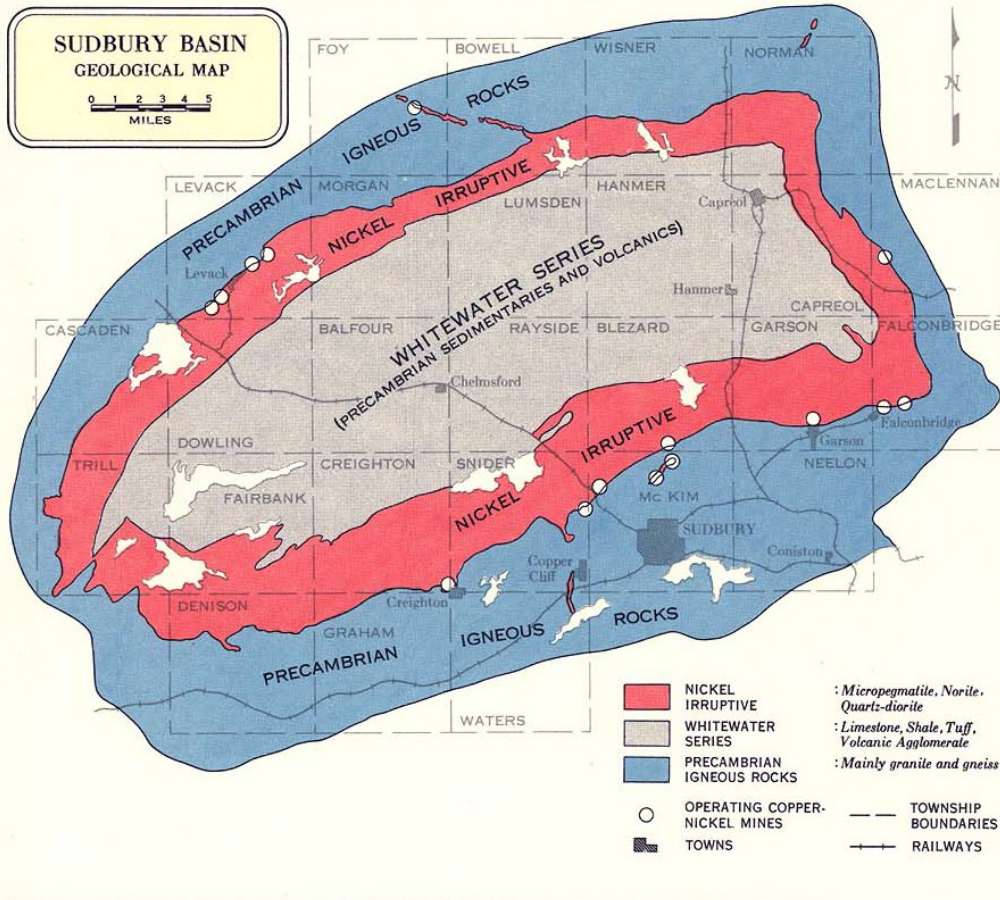 SUDBURY BASIN
GEOLOGICAL MAP
0 1 2 3 4 5
MILES
N
FOY
BOWELL
WISNER
NORMAN
PRECAMBRIAN IGNEOUS ROCKS
LEVACK
MORGAN
LUMSDEN
HANMER
MACLENNAN
Capreol
NICKEL IRRUPTIVE
Levack
WHITEWATER SERIES
(PRECAMBRIAN SEDIMENTARIES AND VOLCANICS)
Hanmer
CAPREOL
CASCADEN
BALFOUR
RAYSIDE
BLEZARD
GARSON
FALCONBRIDGE
Chelmsford
Falconbridge
Garson
DOWLING
TRILL
CREIGHTON
SNIDER
NICKEL IRRUPTIVE
NEELON
FAIRBANK
Mc KIM
SUDBURY
Coniston
Copper
Cliff
Creighton
DENISON
GRAHAM
PRECAMBRIAN IGNEOUS ROCKS
WATERS
NICKEL
IRRUPTIVE
: Micropegmatite, Norite,
Quartz-diorite
WHITEWATER
SERIES
: Limestone, Shale, Tuff,
Volcanic Agglomerate
PRECAMBRIAN
IGNEOUS ROCKS
: Mainly granite and gneiss
OPERATING COPPER-
NICKEL MINES
TOWNSHIP
BOUNDARIES
TOWNS
RAILWAYS